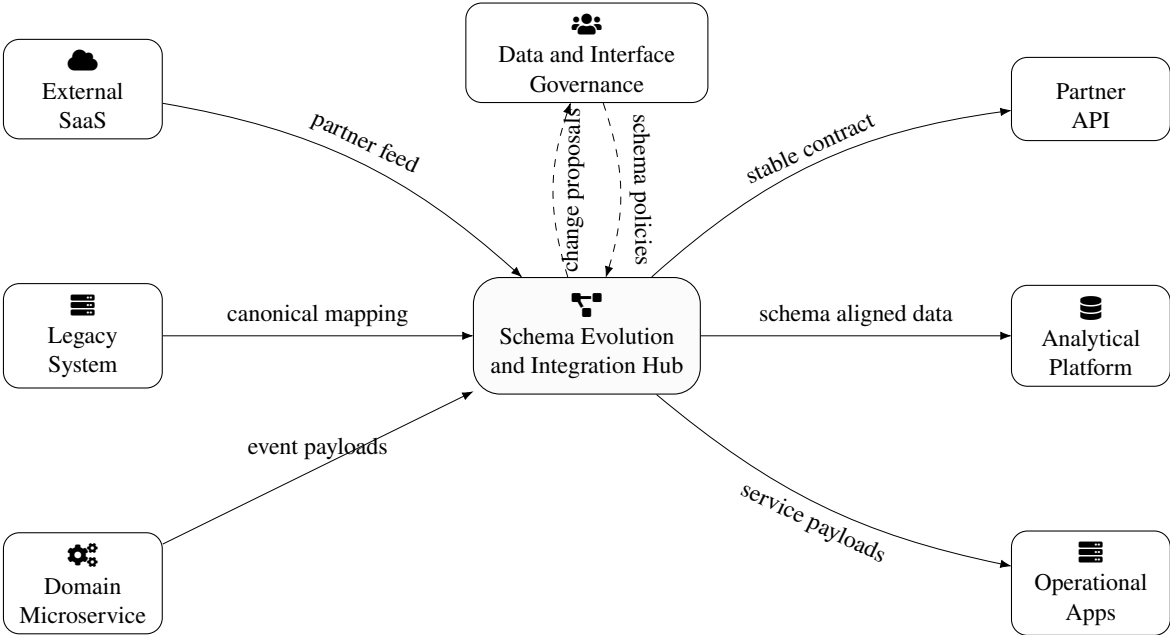 External
SaaS
Data and Interface
Governance
Partner
API
partner feed
change proposals
schema policies
stable contract
Legacy
System
canonical mapping
Schema Evolution
and Integration Hub
schema aligned data
Analytical
Platform
event payloads
service payloads
Domain
Microservice
Operational
Apps